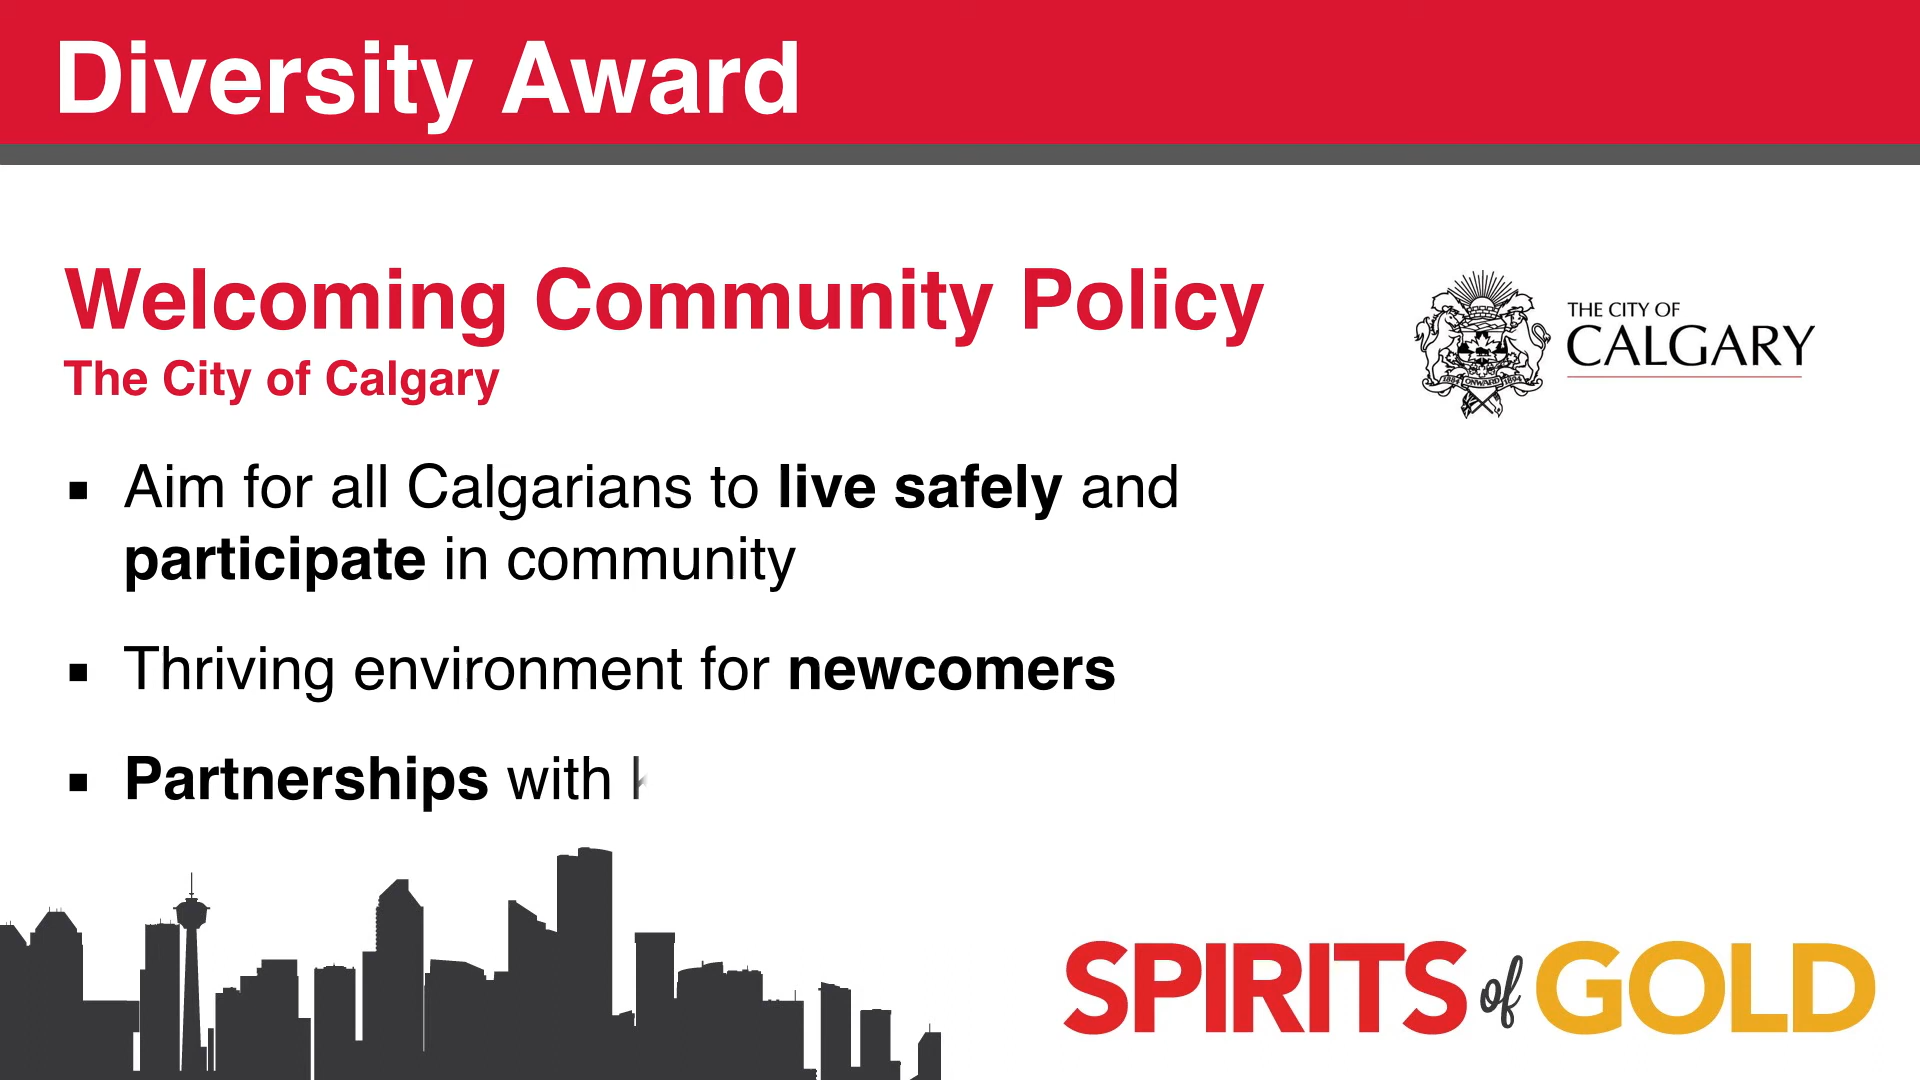 Diversity Award
Welcoming Community Policy
The City of Calgary
THE CITY OF
CALGARY
ONWARD
▪ Aim for all Calgarians to live safely and
participate in community
▪ Thriving environment for newcomers
▪ Partnerships with
SPIRITS of GOLD